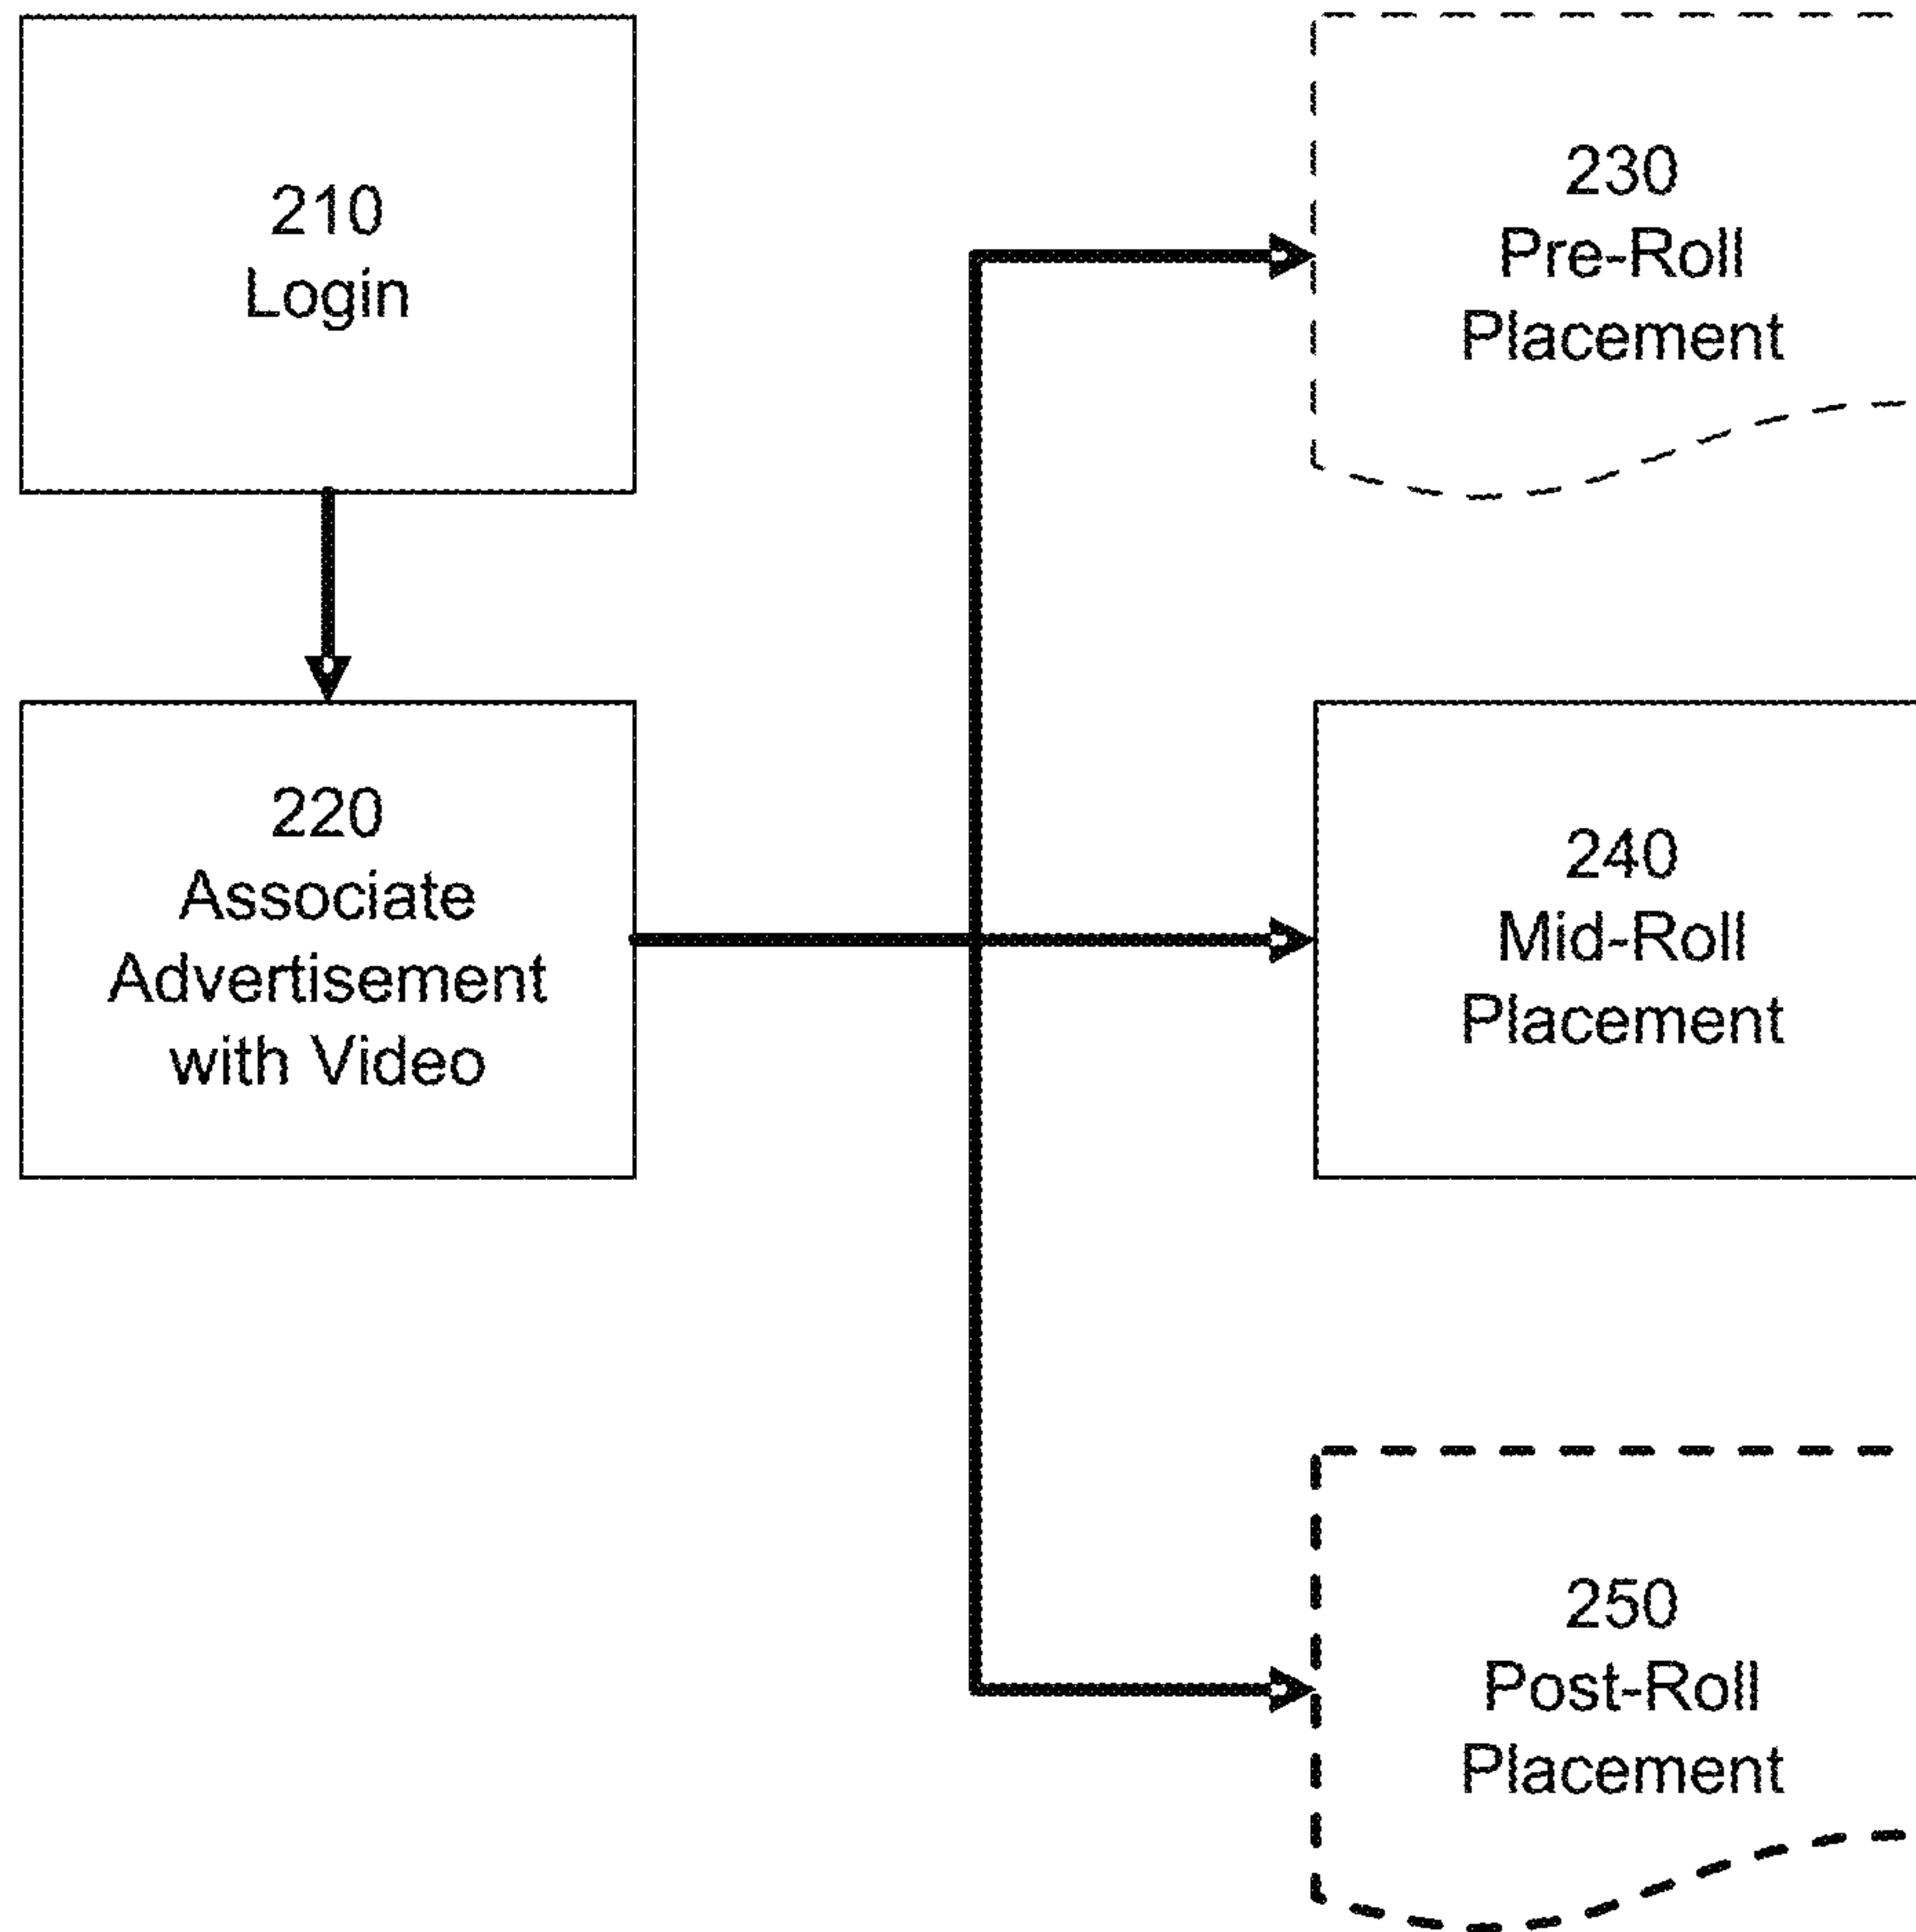 210
Login
220
Associate
Advertisement
with Video
230
Pre-Roll
Placement
240
Mid-Roll
Placement
250
Post-Roll
Placement